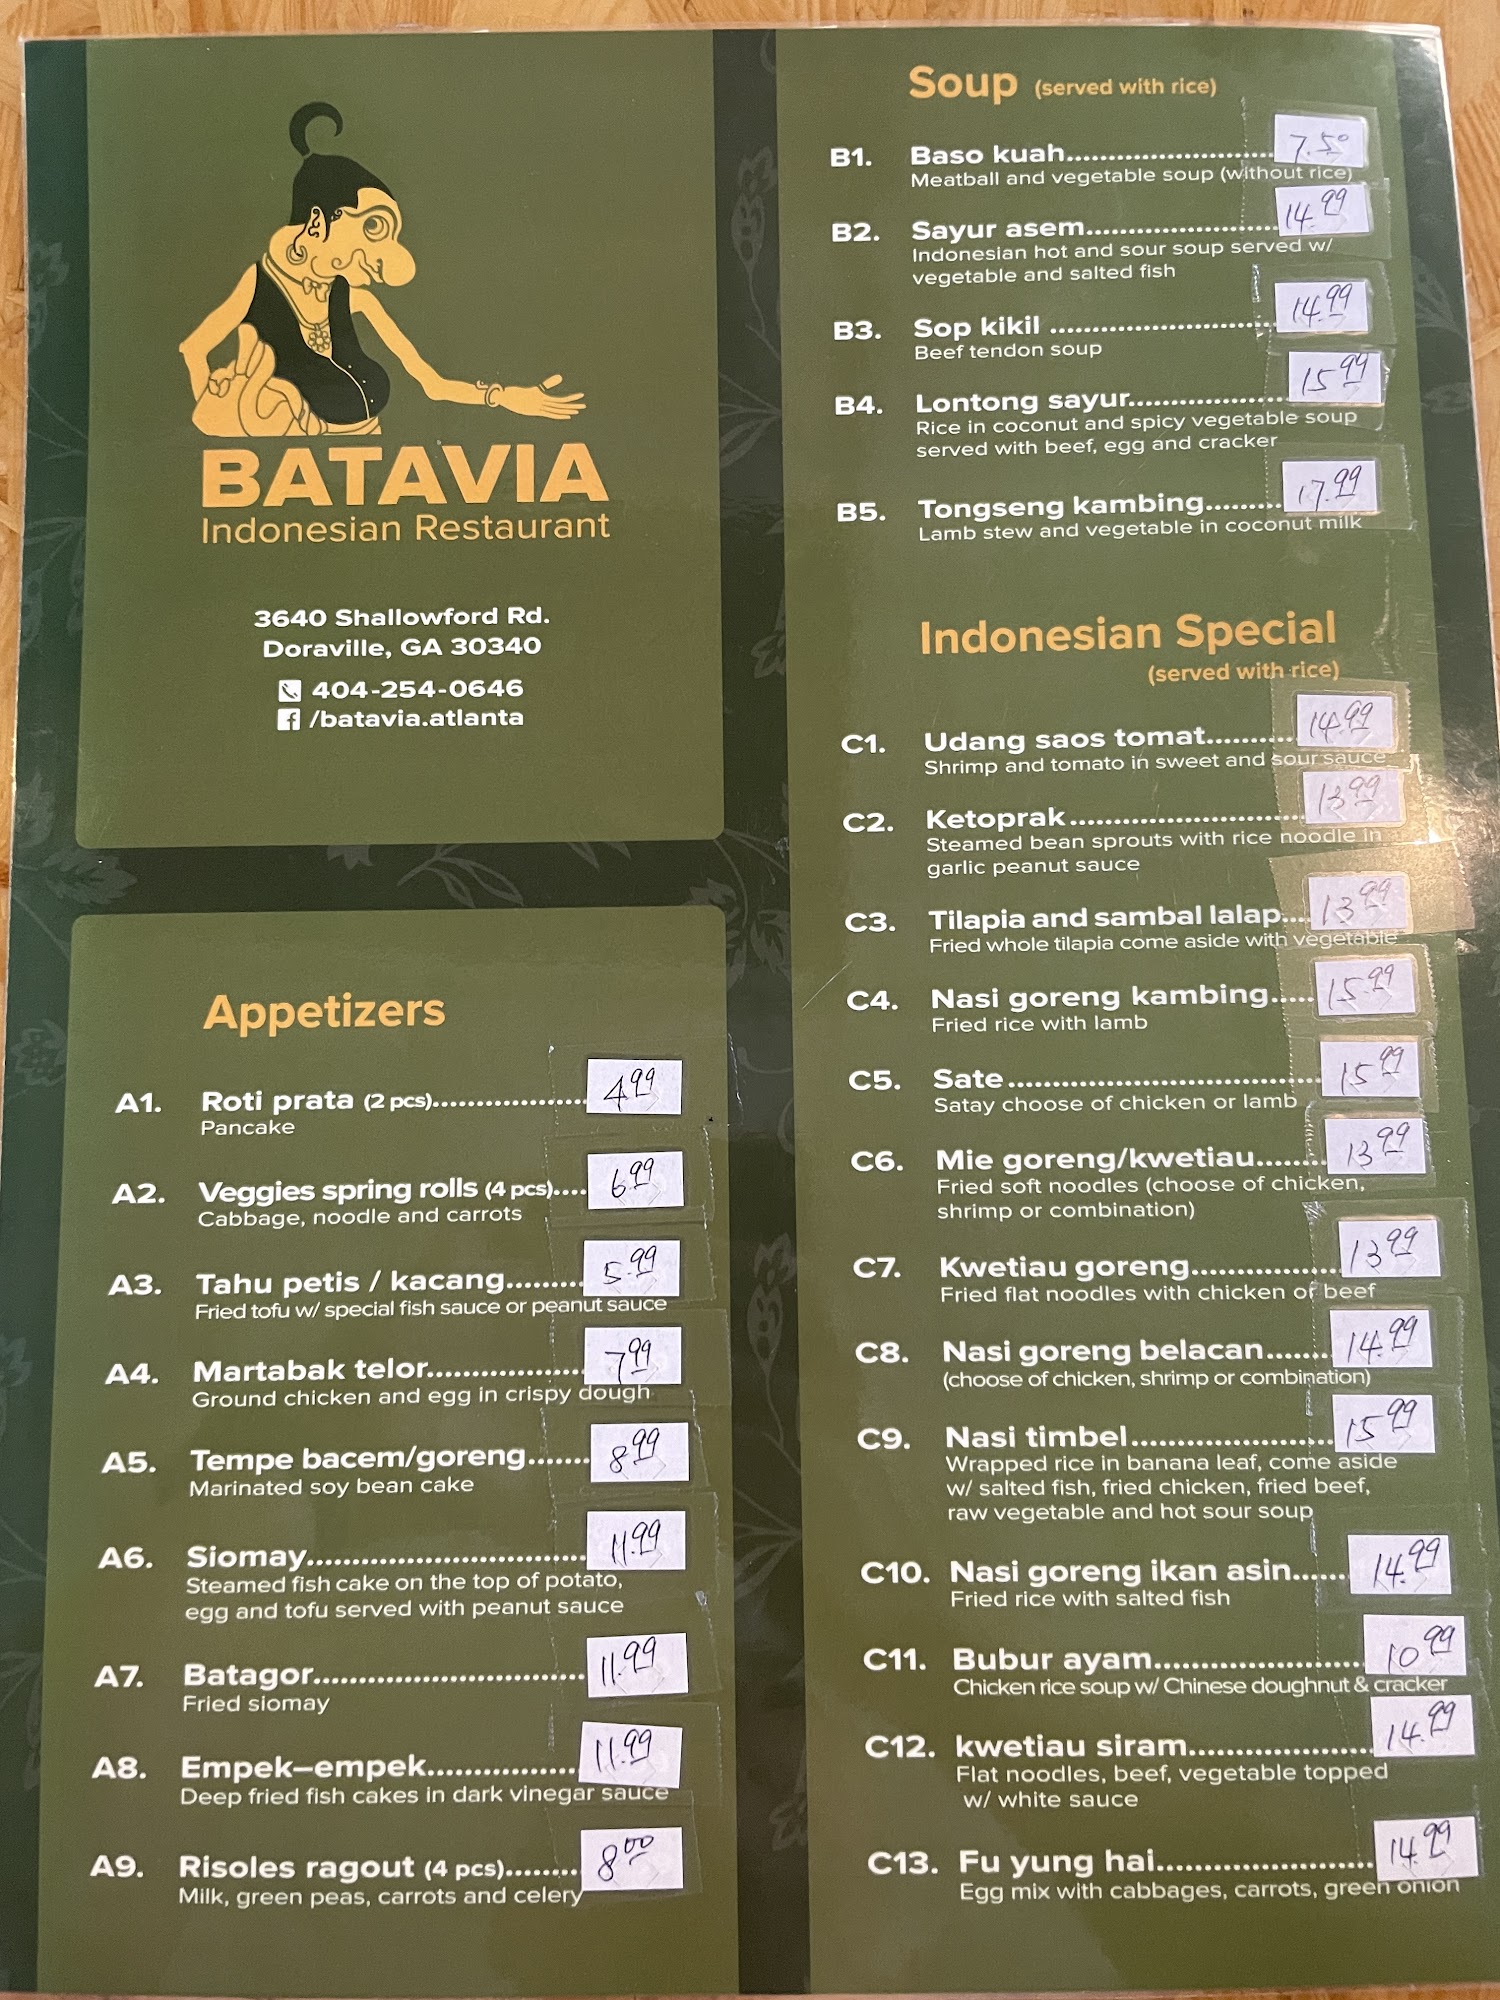 BATAVIA
Indonesian Restaurant
3640 Shallowford Rd.
Doraville, GA 30340
404-254-0646
/batavia.atlanta
Appetizers
A1. Roti prata (2 pcs)................. 4.99
Pancake
A2. Veggies spring rolls (4 pcs).... 6.99
Cabbage, noodle and carrots
A3. Tahu petis / kacang......... 5.99
Fried tofu w/ special fish sauce or peanut sauce
A4. Martabak telor.................. 7.99
Ground chicken and egg in crispy dough
A5. Tempe bacem/goreng....... 8.99
Marinated soy bean cake
A6. Siomay................................ 11.99
Steamed fish cake on the top of potato,
egg and tofu served with peanut sauce
A7. Batagor............................... 11.99
Fried siomay
A8. Empek–empek................. 11.99
Deep fried fish cakes in dark vinegar sauce
A9. Risoles ragout (4 pcs)........ 8.00
Milk, green peas, carrots and celery
Soup (served with rice)
B1. Baso kuah........................ 7.50
Meatball and vegetable soup (without rice)
B2. Sayur asem...................... 14.99
Indonesian hot and sour soup served w/
vegetable and salted fish
B3. Sop kikil .......................... 14.99
Beef tendon soup
B4. Lontong sayur.................. 15.99
Rice in coconut and spicy vegetable soup
served with beef, egg and cracker
B5. Tongseng kambing......... 17.99
Lamb stew and vegetable in coconut milk
Indonesian Special
(served with rice)
C1. Udang saos tomat.......... 14.99
Shrimp and tomato in sweet and sour sauce
C2. Ketoprak........................... 13.99
Steamed bean sprouts with rice noodle in
garlic peanut sauce
C3. Tilapia and sambal lalap.... 13.99
Fried whole tilapia come aside with vegetable
C4. Nasi goreng kambing..... 15.99
Fried rice with lamb
C5. Sate................................... 15.99
Satay choose of chicken or lamb
C6. Mie goreng/kwetiau........ 13.99
Fried soft noodles (choose of chicken,
shrimp or combination)
C7. Kwetiau goreng................. 13.99
Fried flat noodles with chicken or beef
C8. Nasi goreng belacan....... 14.99
(choose of chicken, shrimp or combination)
C9. Nasi timbel....................... 15.99
Wrapped rice in banana leaf, come aside
w/ salted fish, fried chicken, fried beef,
raw vegetable and hot sour soup
C10. Nasi goreng ikan asin...... 14.99
Fried rice with salted fish
C11. Bubur ayam....................... 10.99
Chicken rice soup w/ Chinese doughnut & cracker
C12. kwetiau siram.................... 14.99
Flat noodles, beef, vegetable topped
w/ white sauce
C13. Fu yung hai........................ 14.99
Egg mix with cabbages, carrots, green onion